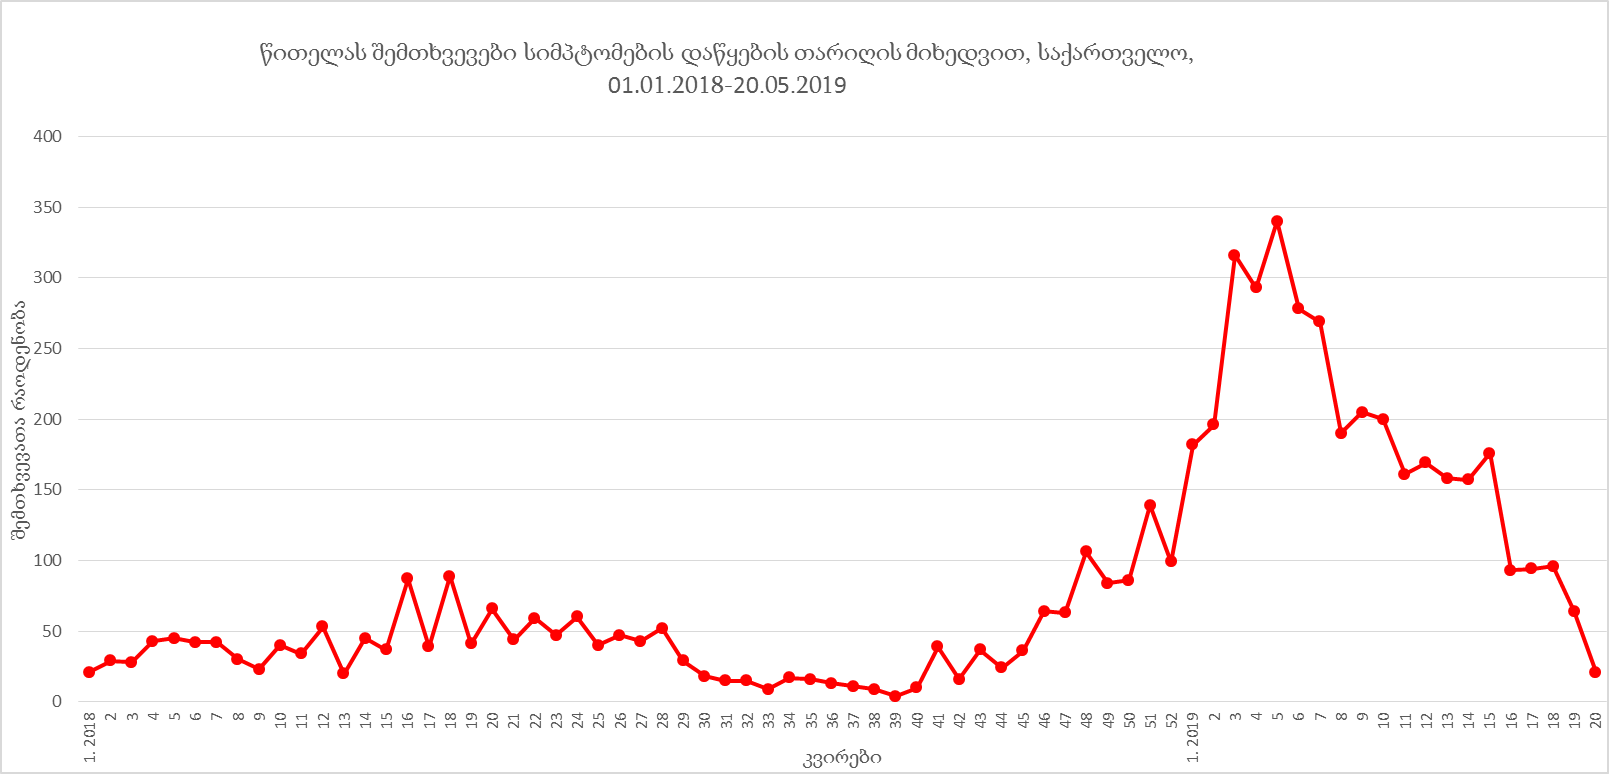 წითელას შემთხვევები სიმპტომების დაწყების თარიღის მიხედვით, საქართველო,
01.01.2018-20.05.2019
400
350
300
250
200
150
100
50
0
შემთხვევათა რაოდენობა
1. 2018 2 3 4 5 6 7 8 9 10 11 12 13 14 15 16 17 18 19 20 21 22 23 24 25 26 27 28 29 30 31 32 33 34 35 36 37 38 39 40 41 42 43 44 45 46 47 48 49 50 51 52 1. 2019 2 3 4 5 6 7 8 9 10 11 12 13 14 15 16 17 18 19 20
კვირები